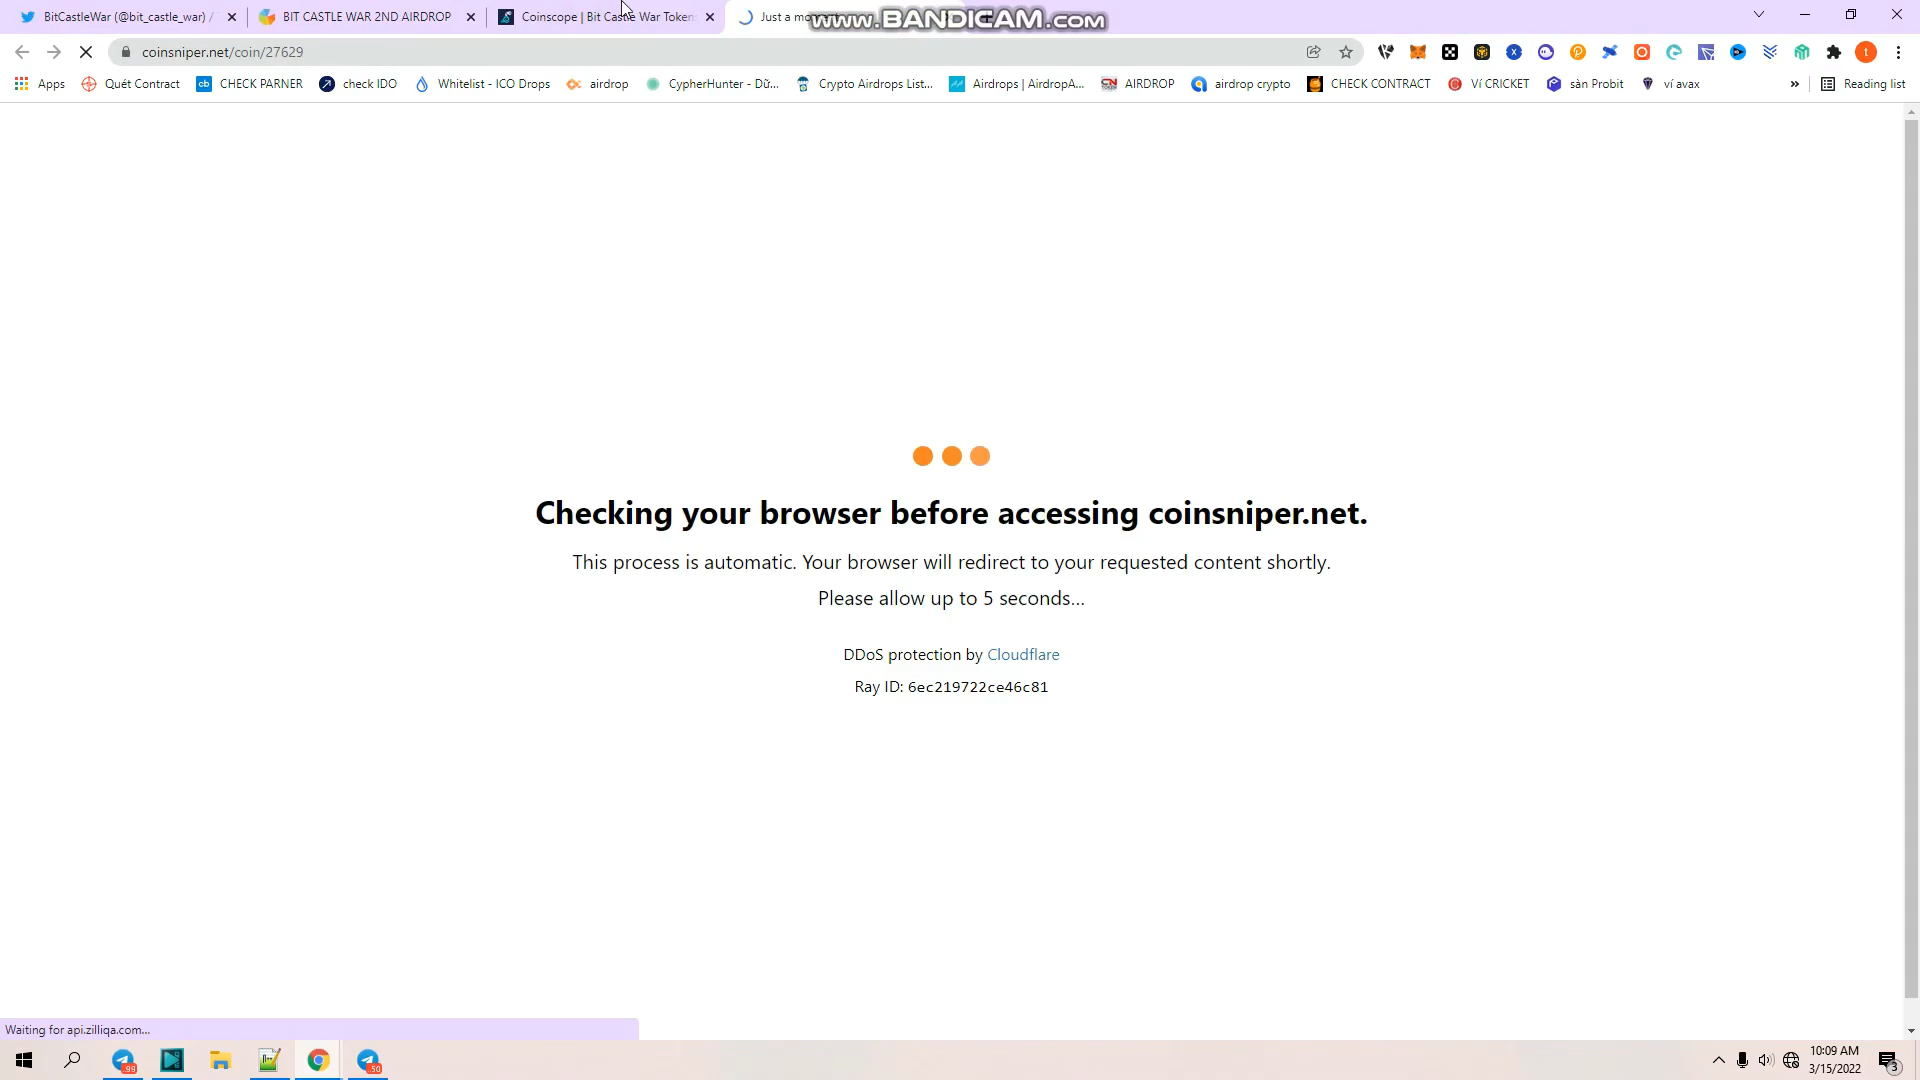 BitCastleWar (@bit_castle_war) /
BIT CASTLE WAR 2ND AIRDROP
Coinscope | Bit Castle War Token
Just a moment
www.BANDICAM.com
coinsniper.net/coin/27629
Apps
Quét Contract
CHECK PARNER
check IDO
Whitelist - ICO Drops
airdrop
CypherHunter - Dữ...
Crypto Airdrops List...
Airdrops | AirdropA...
AIRDROP
airdrop crypto
CHECK CONTRACT
Ví CRICKET
sàn Probit
ví avax
»
Reading list
Checking your browser before accessing coinsniper.net.
This process is automatic. Your browser will redirect to your requested content shortly.
Please allow up to 5 seconds...
DDoS protection by Cloudflare
Ray ID: 6ec219722ce46c81
Waiting for api.zilliqa.com...
99
50
10:09 AM
3/15/2022
3